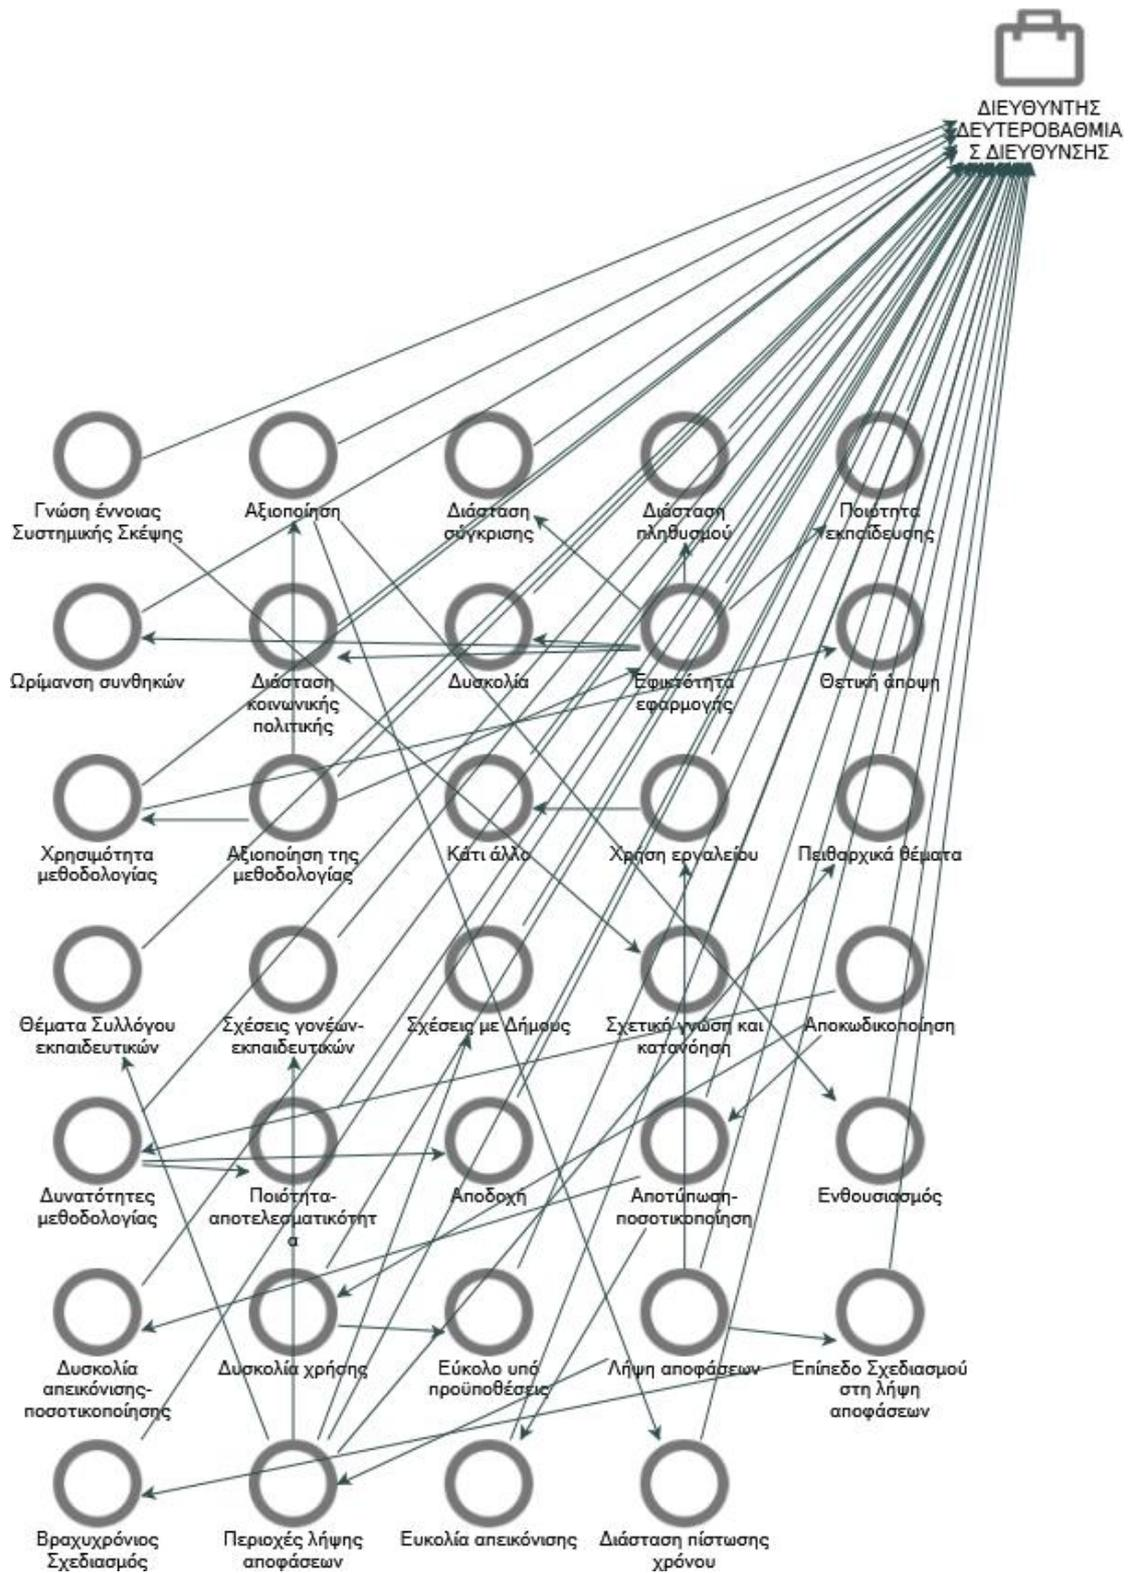 ΔΙΕΥΘΥΝΤΗΣ
ΔΕΥΤΕΡΟΒΑΘΜΙΑ
Σ ΔΙΕΥΘΥΝΣΗΣ
Γνώση έννοιας
Συστημικής Σκέψης
Αξιοποίηση
Διάσταση
σύγκρισης
Διάσταση
πληθυσμού
Ποιότητα
εκπαίδευσης
Ωρίμανση συνθηκών
Διάσταση
κοινωνικής
πολιτικής
Δυσκολία
Εφικτότητα
εφαρμογής
Θετική άποψη
Χρησιμότητα
μεθοδολογίας
Αξιοποίηση της
μεθοδολογίας
Κάτι άλλο
Χρήση εργαλείου
Πειθαρχικά θέματα
Θέματα Συλλόγου
εκπαιδευτικών
Σχέσεις γονέων-
εκπαιδευτικών
Σχέσεις με Δήμους
Σχετική γνώση και
κατανόηση
Αποκωδικοποίηση
Δυνατότητες
μεθοδολογίας
Ποιότητα-
αποτελεσματικότητ
α
Αποδοχή
Αποτύπωση-
ποσοτικοποίηση
Ενθουσιασμός
Δυσκολία
απεικόνισης-
ποσοτικοποίησης
Δυσκολία χρήσης
Εύκολο υπό
προϋποθέσεις
Λήψη αποφάσεων
Επίπεδο Σχεδιασμού
στη λήψη
αποφάσεων
Βραχυχρόνιος
Σχεδιασμός
Περιοχές λήψης
αποφάσεων
Ευκολία απεικόνισης
Διάσταση πίστωσης
χρόνου